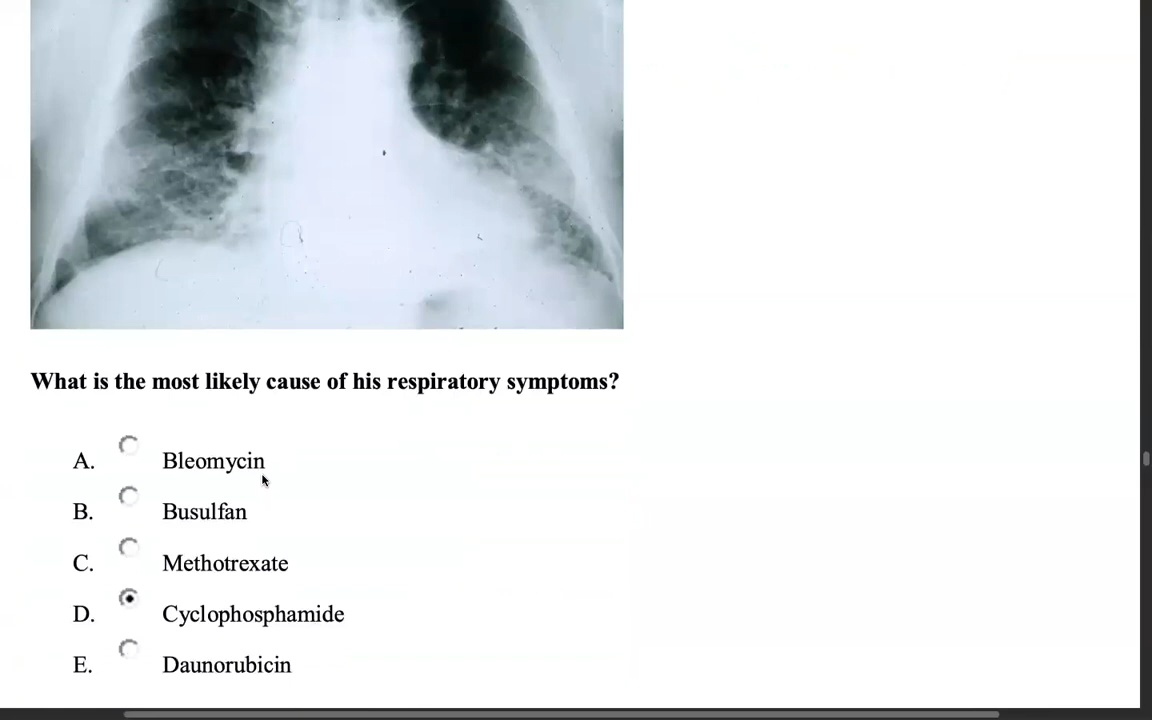 What is the most likely cause of his respiratory symptoms?
A. Bleomycin
B. Busulfan
C. Methotrexate
D. Cyclophosphamide
E. Daunorubicin